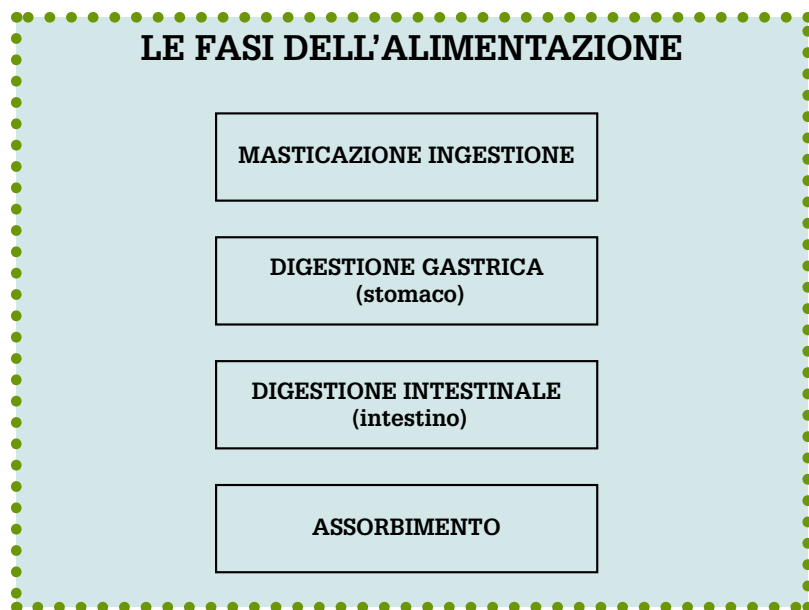 LE FASI DELL’ALIMENTAZIONE
MASTICAZIONE INGESTIONE
DIGESTIONE GASTRICA
(stomaco)
DIGESTIONE INTESTINALE
(intestino)
ASSORBIMENTO